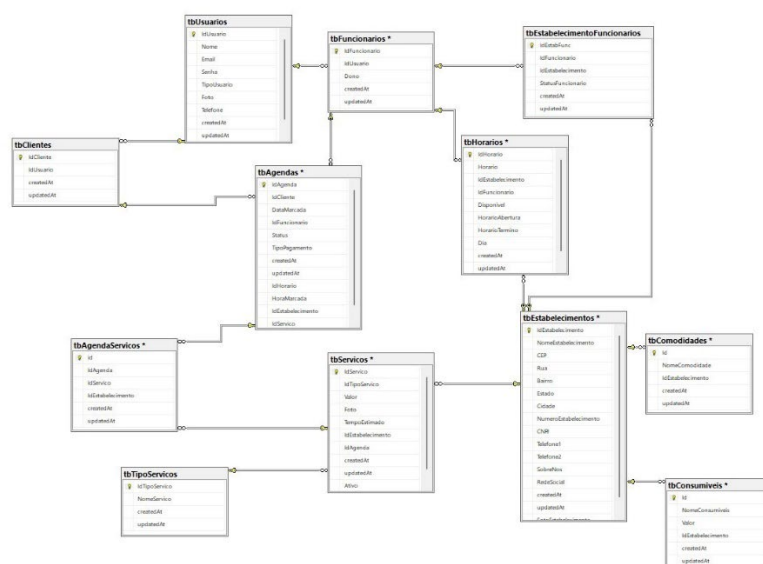 tbUsuarios
IdUsuario
Nome
Email
Senha
TipoUsuario
Foto
Telefone
createdAt
updatedAt
tbFuncionarios *
IdFuncionario
IdUsuario
Dono
createdAt
updatedAt
tbEstabelecimentoFuncionarios
IdEstabFunc
IdFuncionario
IdEstabelecimento
StatusFuncionario
createdAt
updatedAt
tbClientes
IdCliente
IdUsuario
createdAt
updatedAt
tbAgendas *
IdAgenda
IdCliente
DataMarcada
IdFuncionario
Status
TipoPagamento
createdAt
updatedAt
IdHorario
HoraMarcada
IdEstabelecimento
IdServico
tbHorarios *
IdHorario
Horario
IdEstabelecimento
IdFuncionario
Disponivel
HorarioAbertura
HorarioTermino
Dia
createdAt
updatedAt
tbEstabelecimentos *
IdEstabelecimento
NomeEstabelecimento
CEP
Rua
Bairro
Estado
Cidade
NumeroEstabelecimento
CNPJ
Telefone1
Telefone2
SobreNos
RedeSocial
createdAt
updatedAt
tbComodidades *
id
NomeComodidade
IdEstabelecimento
createdAt
updatedAt
tbAgendaServicos *
id
IdAgenda
IdServico
IdEstabelecimento
createdAt
updatedAt
tbServicos *
IdServico
IdTipoServico
Valor
Foto
TempoEstimado
IdEstabelecimento
IdAgenda
createdAt
updatedAt
Ativo
tbTipoServicos
IdTipoServico
NomeServico
createdAt
updatedAt
tbConsumiveis *
id
NomeConsumiveis
Valor
IdEstabelecimento
createdAt
updatedAt